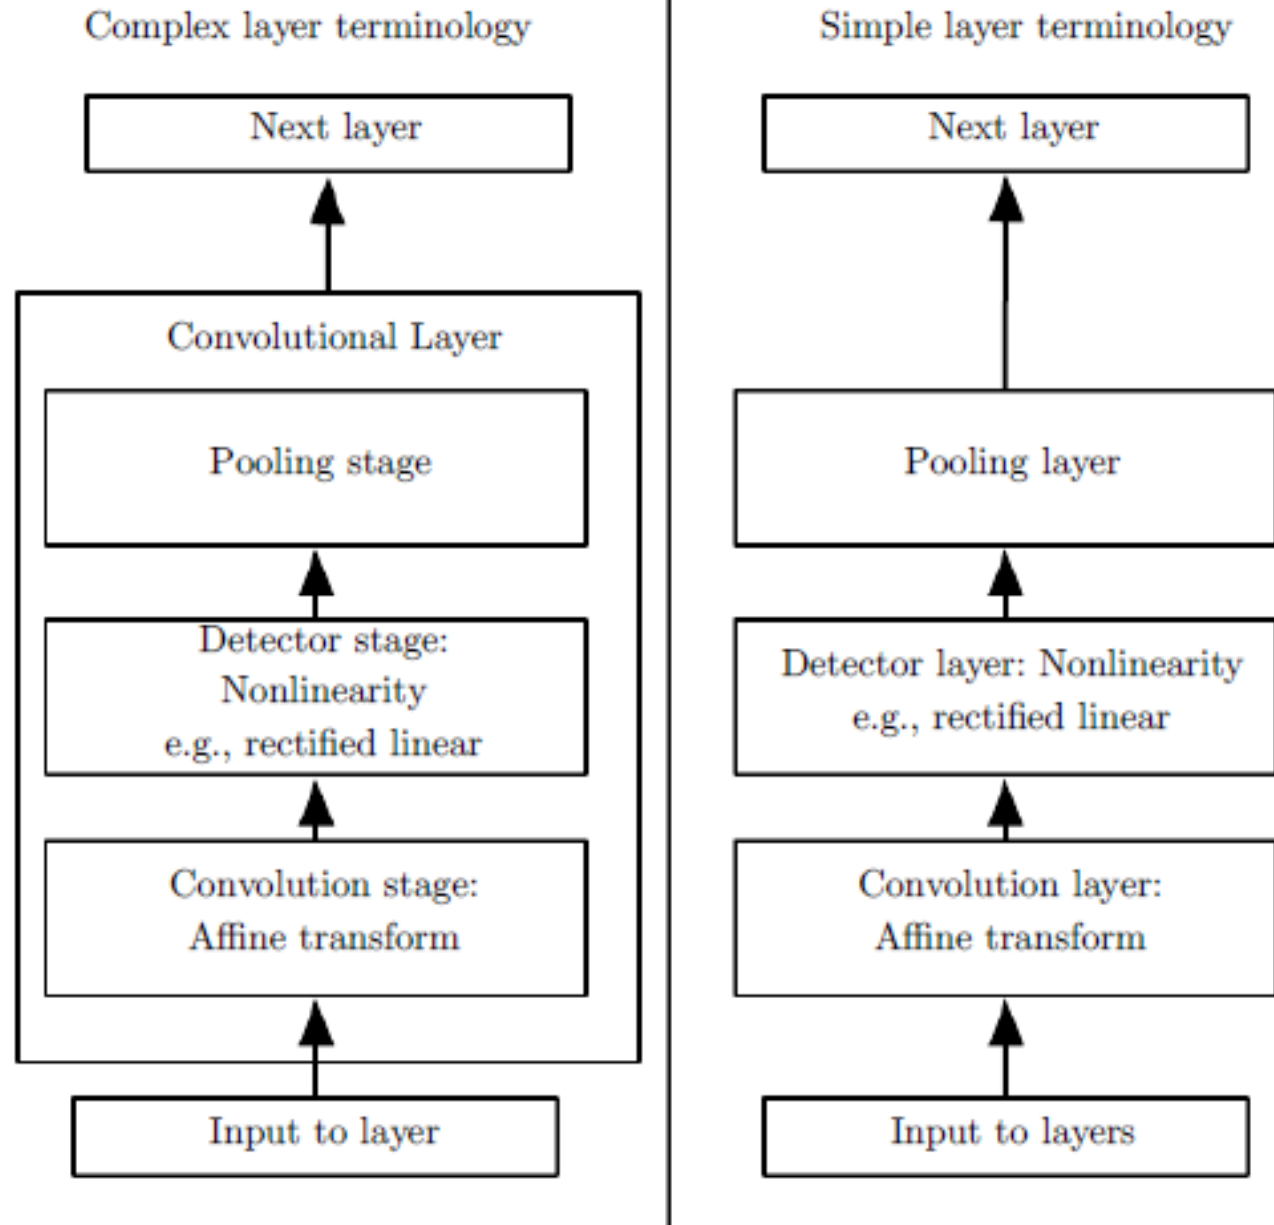 Complex layer terminology
Next layer
Convolutional Layer
Pooling stage
Detector stage:
Nonlinearity
e.g., rectified linear
Convolution stage:
Affine transform
Input to layer
Simple layer terminology
Next layer
Pooling layer
Detector layer: Nonlinearity
e.g., rectified linear
Convolution layer:
Affine transform
Input to layers